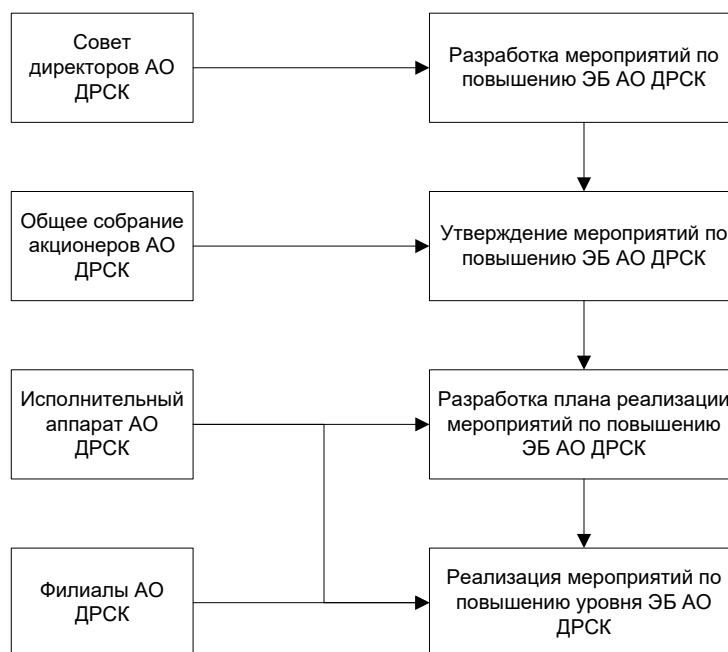 Совет
директоров АО
ДРСК
Разработка мероприятий по
повышению ЭБ АО ДРСК
Общее собрание
акционеров АО
ДРСК
Утверждение мероприятий по
повышению ЭБ АО ДРСК
Исполнительный
аппарат АО
ДРСК
Разработка плана реализации
мероприятий по повышению
ЭБ АО ДРСК
Филиалы АО
ДРСК
Реализация мероприятий по
повышению уровня ЭБ АО
ДРСК